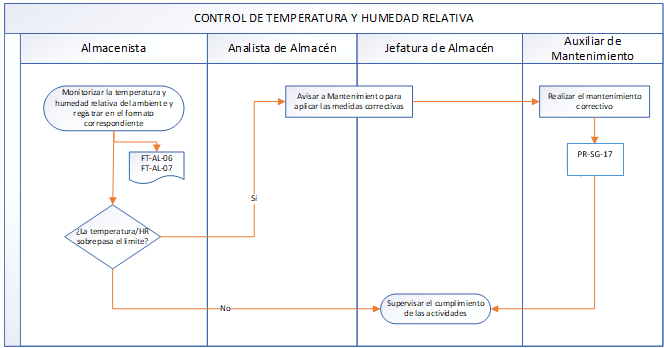 CONTROL DE TEMPERATURA Y HUMEDAD RELATIVA
Almacenista
Analista de Almacén
Jefatura de Almacén
Auxiliar de
Mantenimiento
Monitorizar la temperatura y
humedad relativa del ambiente y
registrar en el formato
correspondiente
Avisar a Mantenimiento para
aplicar las medidas correctivas
Realizar el mantenimiento
correctivo
FT-AL-06
FT-AL-07
PR-SG-17
Sí
¿La temperatura/HR
sobrepasa el límite?
No
Supervisar el cumplimiento
de las actividades